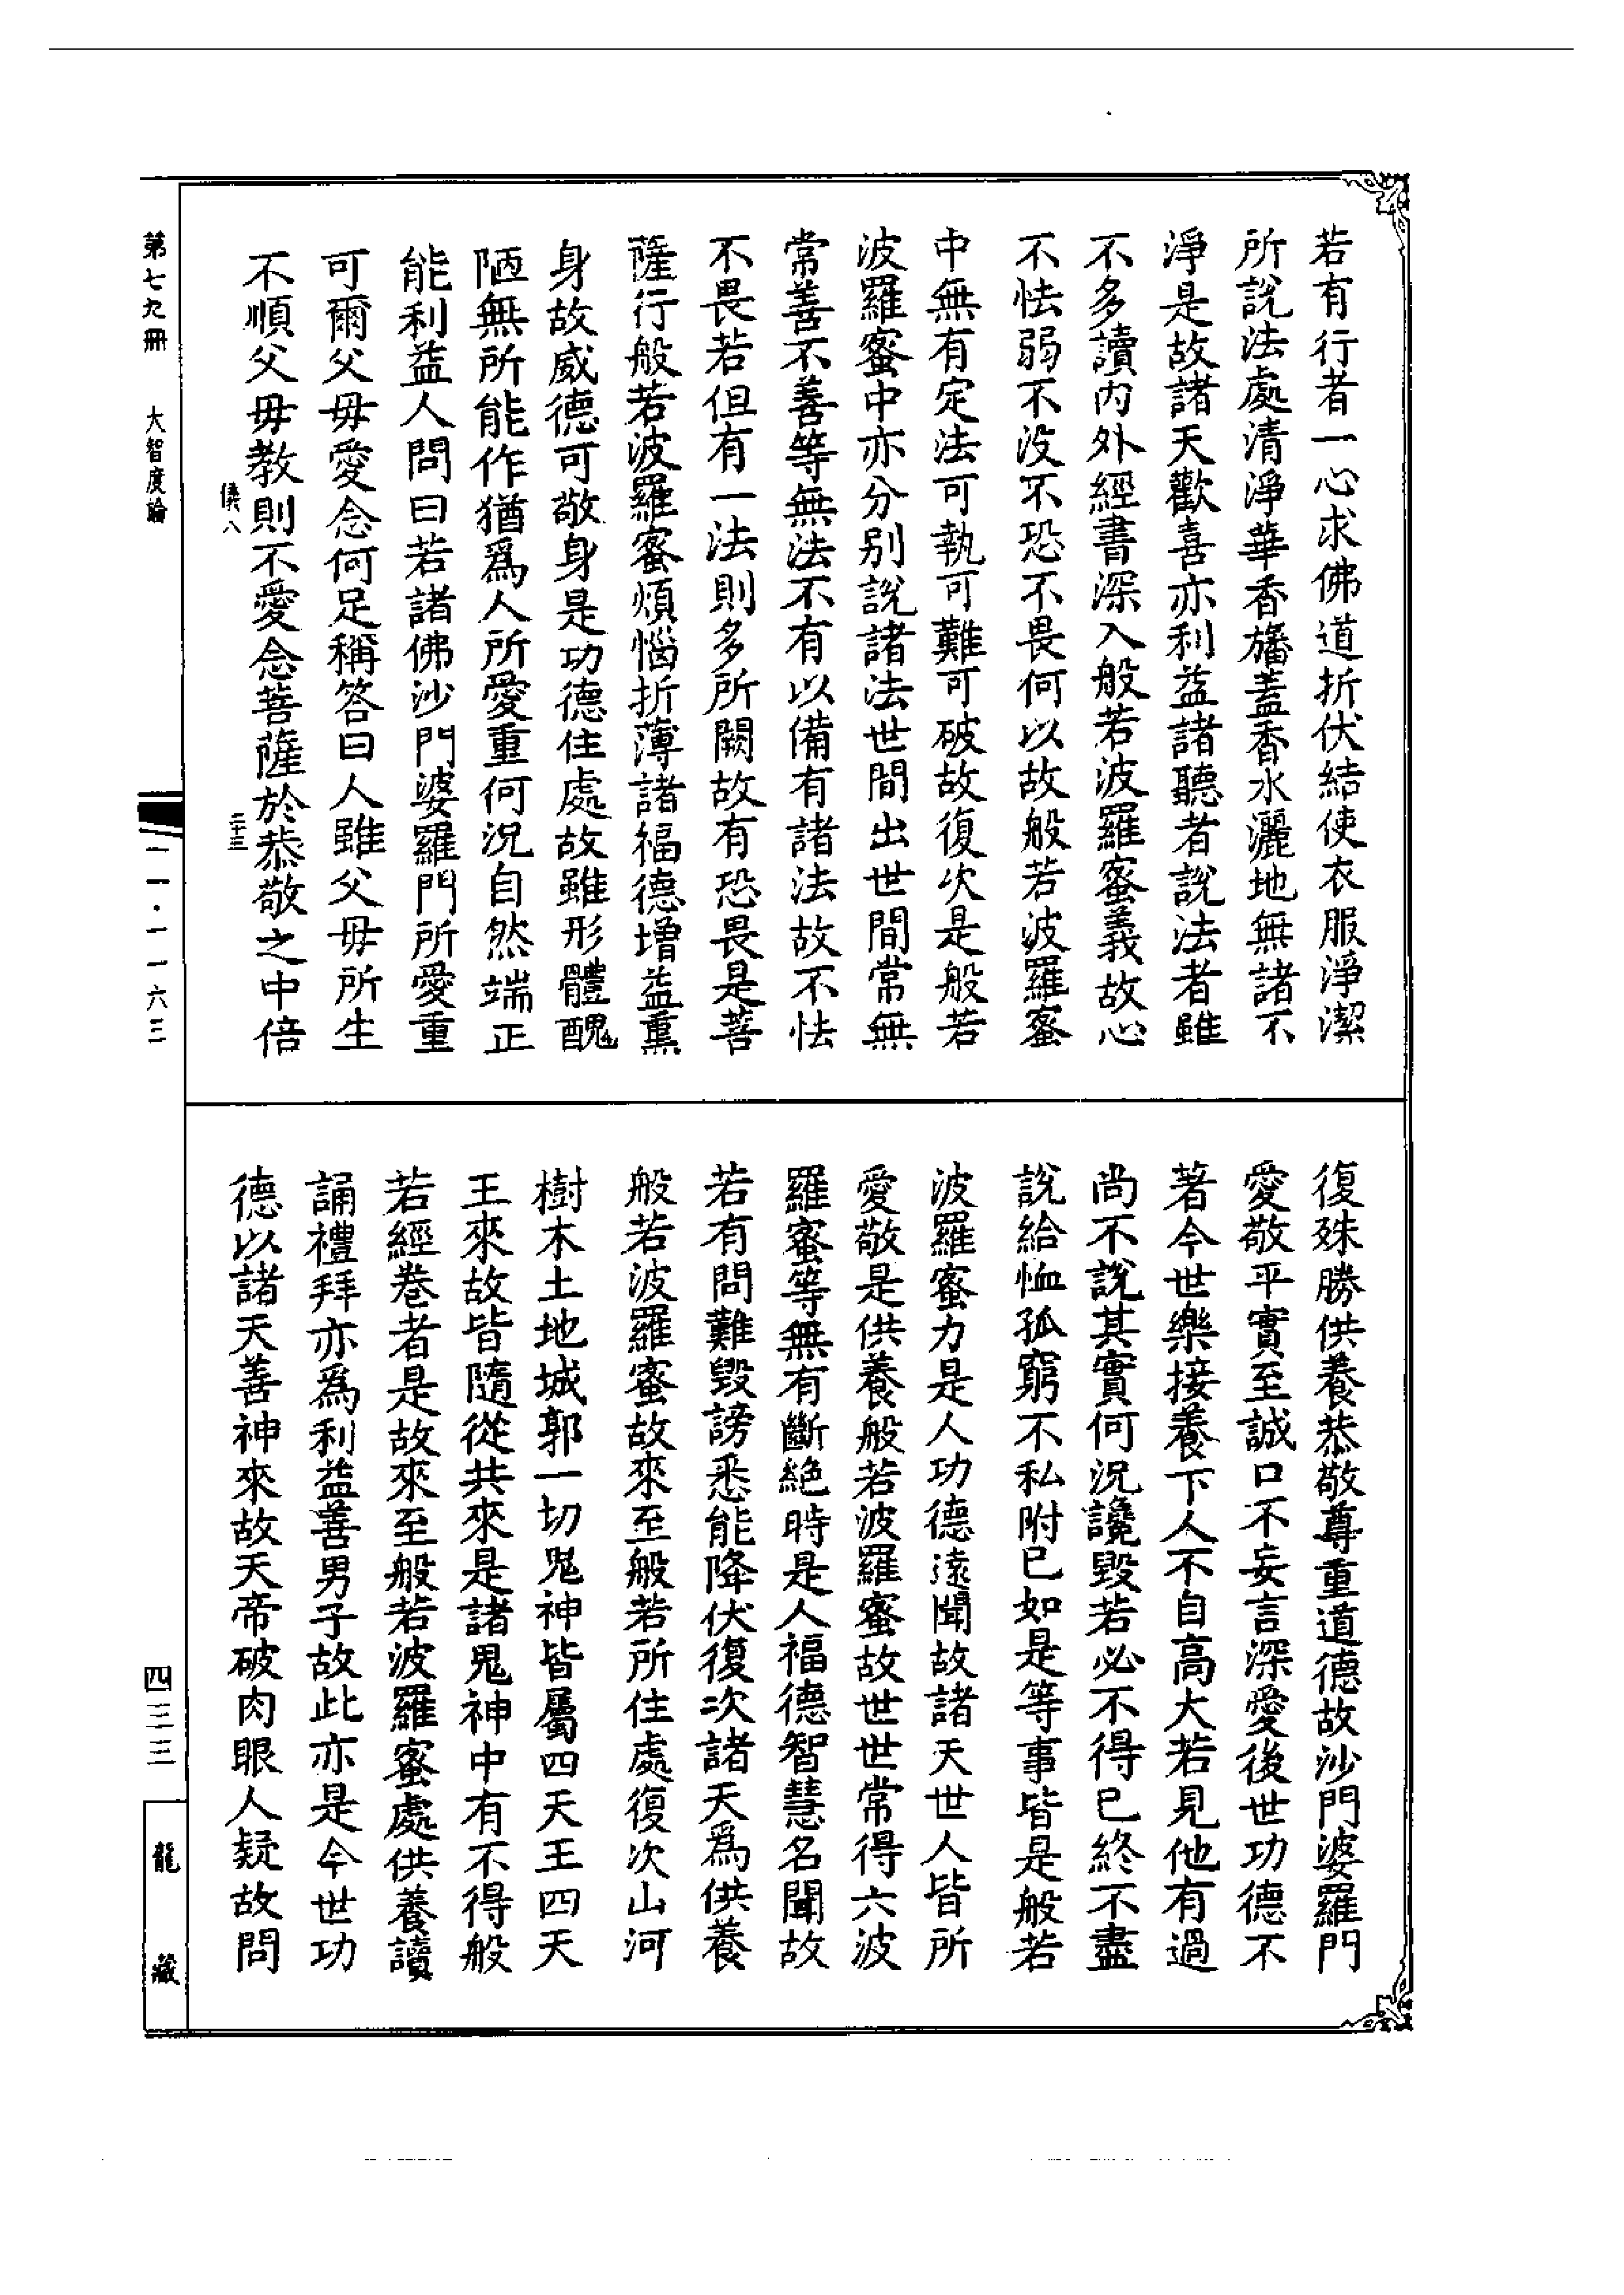 若有行者一心求佛道折伏結使衣服淨潔
所說法處清淨華香旛蓋香水灑地無諸不
淨是故諸天歡喜亦利益諸聽者說法者雖
不多讀內外經書深入般若波羅蜜義故心
不怯弱不沒不恐不畏何以故般若波羅蜜
中無有定法可執可難可破故復次是般若
波羅蜜中亦分別說諸法世間出世間常無
常善不善等無法不有以備有諸法故不怯
不畏若但有一法則多所闕故有恐畏是菩
薩行般若波羅蜜煩惱折薄諸福德增益熏
身故威德可敬身是功德住處故雖形體醜
陋無所能作猶爲人所愛重何況自然端正
能利益人問曰若諸佛沙門婆羅門所愛重
可爾父母愛念何足稱答曰人雖父母所生
不順父母教則不愛念菩薩於恭敬之中倍
儀八
二十三
復殊勝供養恭敬尊重道德故沙門婆羅門
愛敬平實至誠口不妄言深愛後世功德不
著今世樂接養下人不自高大若見他有過
尚不說其實何況讒毀若必不得已終不盡
說給恤孤窮不私附已如是等事皆是般若
波羅蜜力是人功德遠聞故諸天世人皆所
愛敬是供養般若波羅蜜故世世常得六波
羅蜜等無有斷絕時是人福德智慧名聞故
若有問難毀謗悉能降伏復次諸天爲供養
般若波羅蜜故來至般若所住處復次山河
樹木土地城郭一切鬼神皆屬四天王四天
王來故皆隨從共來是諸鬼神中有不得般
若經卷者是故來至般若波羅蜜處供養讀
誦禮拜亦爲利益善男子故此亦是今世功
德以諸天善神來故天帝破肉眼人疑故問
第七九冊
大智度論
一一·一一六三
四三三
龍藏